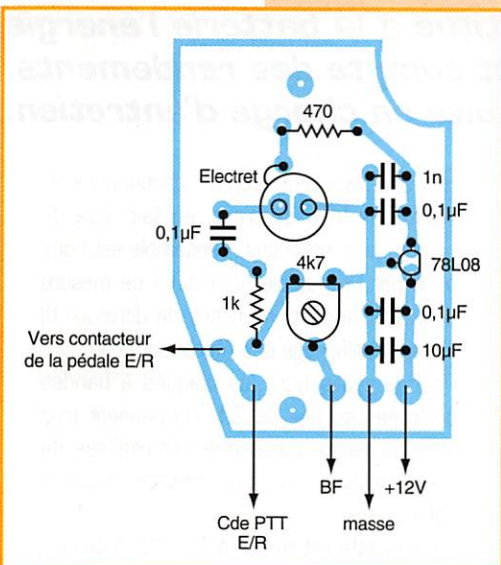 470
Electret
1n
0,1µF
0,1µF
4k7
78L08
1k
0,1µF
10µF
Vers contacteur
de la pédale E/R
BF
+12V
Cde PTT
E/R
masse